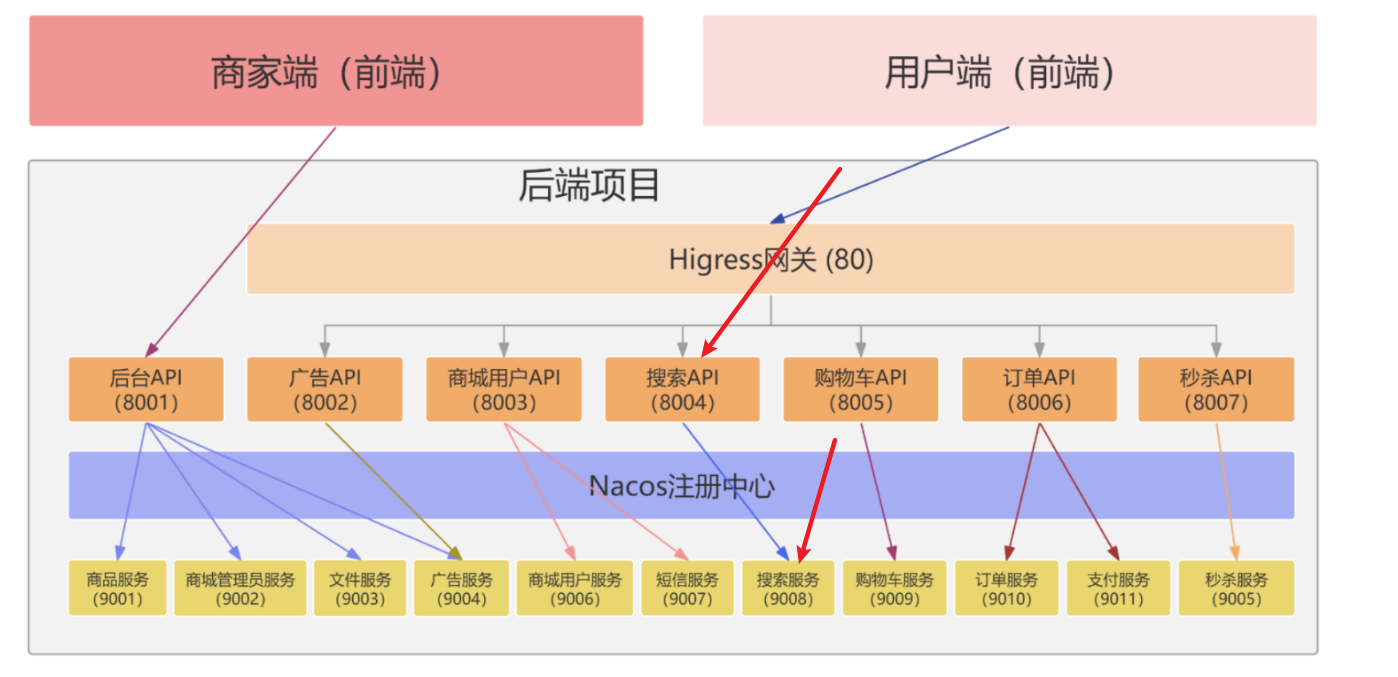 商家端（前端）
用户端（前端）
后端项目
Higress网关 (80)
后台API
（8001）
广告API
（8002）
商城用户API
（8003）
搜索API
（8004）
购物车API
（8005）
订单API
（8006）
秒杀API
（8007）
Nacos注册中心
商品服务
（9001）
商城管理员服务
（9002）
文件服务
（9003）
广告服务
（9004）
商城用户服务
（9006）
短信服务
（9007）
搜索服务
（9008）
购物车服务
（9009）
订单服务
（9010）
支付服务
（9011）
秒杀服务
（9005）